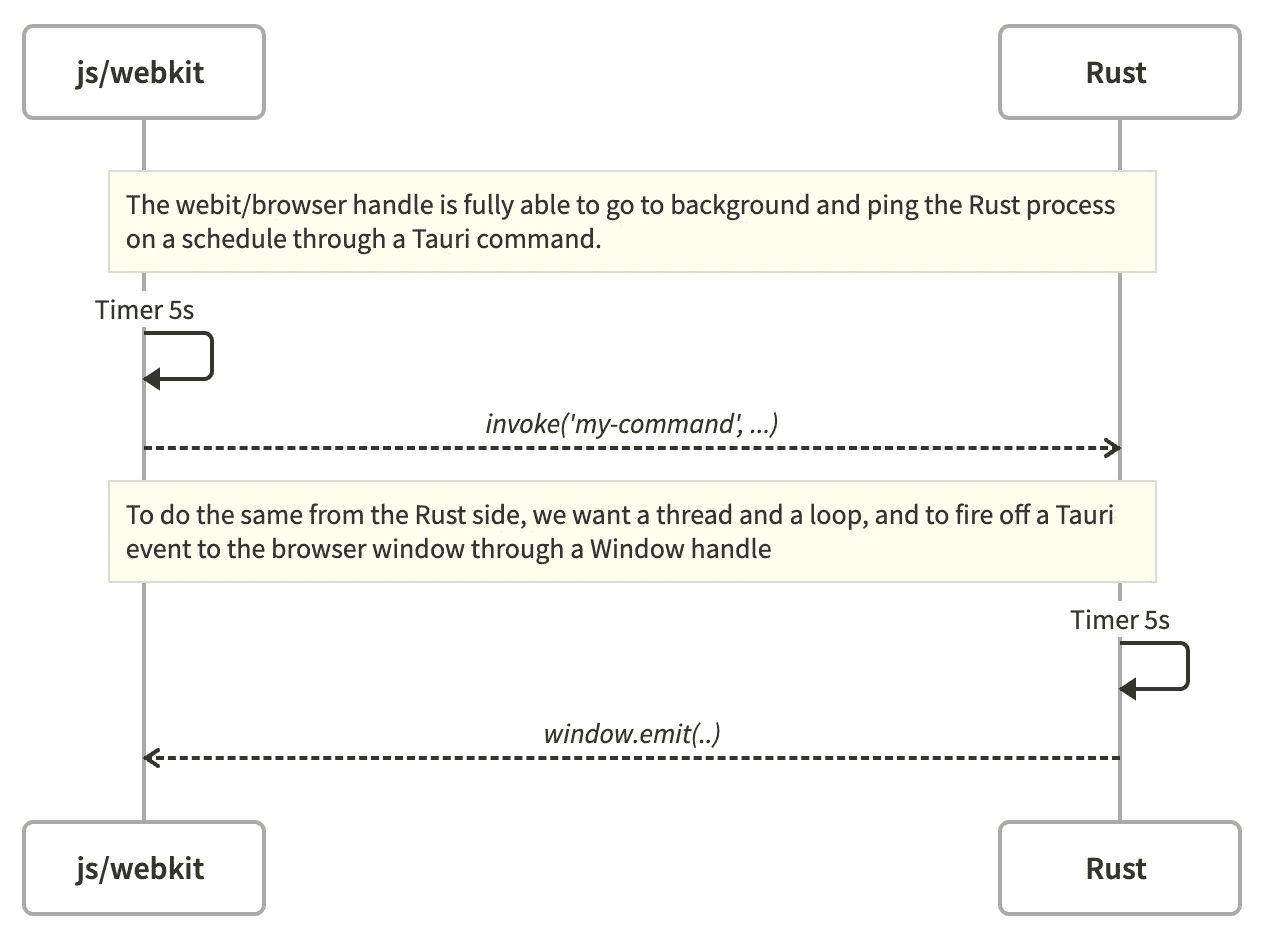 js/webkit
Rust
The webit/browser handle is fully able to go to background and ping the Rust process
on a schedule through a Tauri command.
Timer 5s
invoke('my-command', ...)
To do the same from the Rust side, we want a thread and a loop, and to fire off a Tauri
event to the browser window through a Window handle
Timer 5s
window.emit(..)
js/webkit
Rust